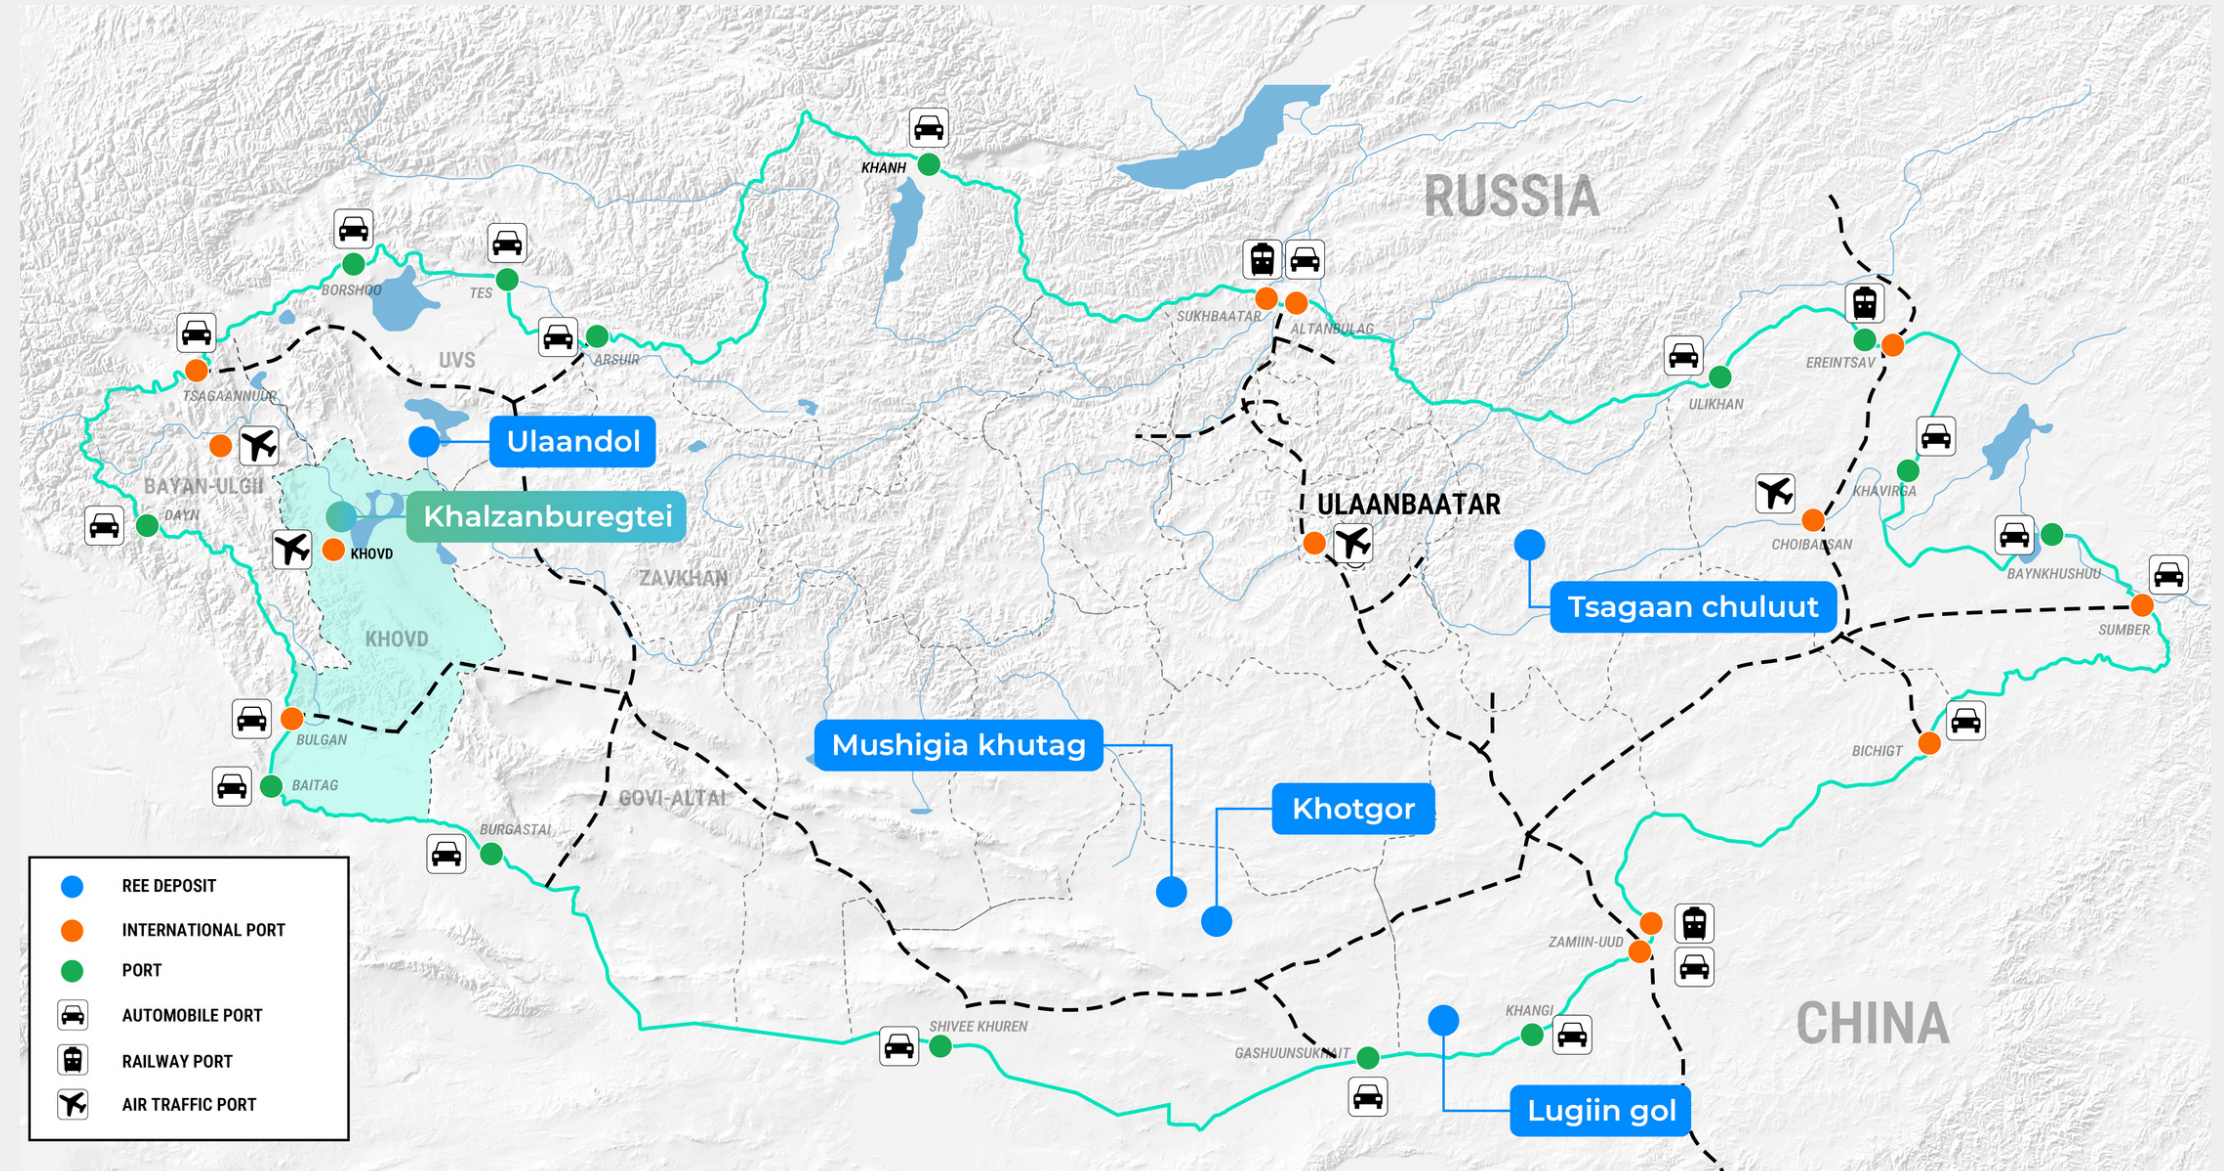 KHANH
RUSSIA
BORSHOO
TES
SUKHBAATAR
ALTANBULAG
ARSUIR
UVS
EREINTSAV
TSAGAANNUUR
ULIKHAN
Ulaandol
BAYAN-ULGII
KHAVIRGA
DAYN
Khalzanburegtei
ULAANBAATAR
KHOVD
CHOIBALSAN
ZAVKHAN
BAYNKHUSHUU
Tsagaan chuluut
SUMBER
KHOVD
BULGAN
Mushigia khutag
BICHIGT
BAITAG
GOVI-ALTAI
Khotgor
BURGASTAI
REE DEPOSIT
INTERNATIONAL PORT
PORT
AUTOMOBILE PORT
RAILWAY PORT
AIR TRAFFIC PORT
ZAMIIN-UUD
KHANGI
SHIVEE KHUREN
CHINA
GASHUUNSUKHAIT
Lugiin gol